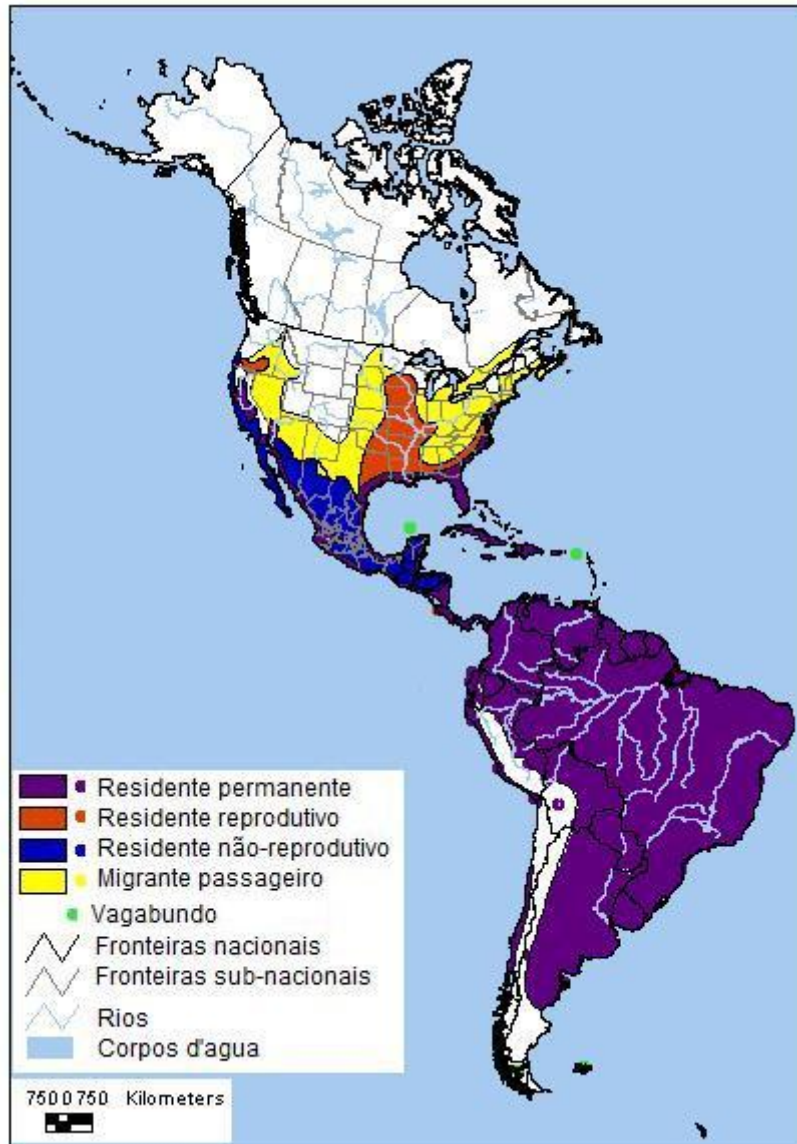 Residente permanente
Residente reprodutivo
Residente não-reprodutivo
Migrante passageiro
Vagabundo
Fronteiras nacionais
Fronteiras sub-nacionais
Rios
Corpos d'agua
750 0 750 Kilometers